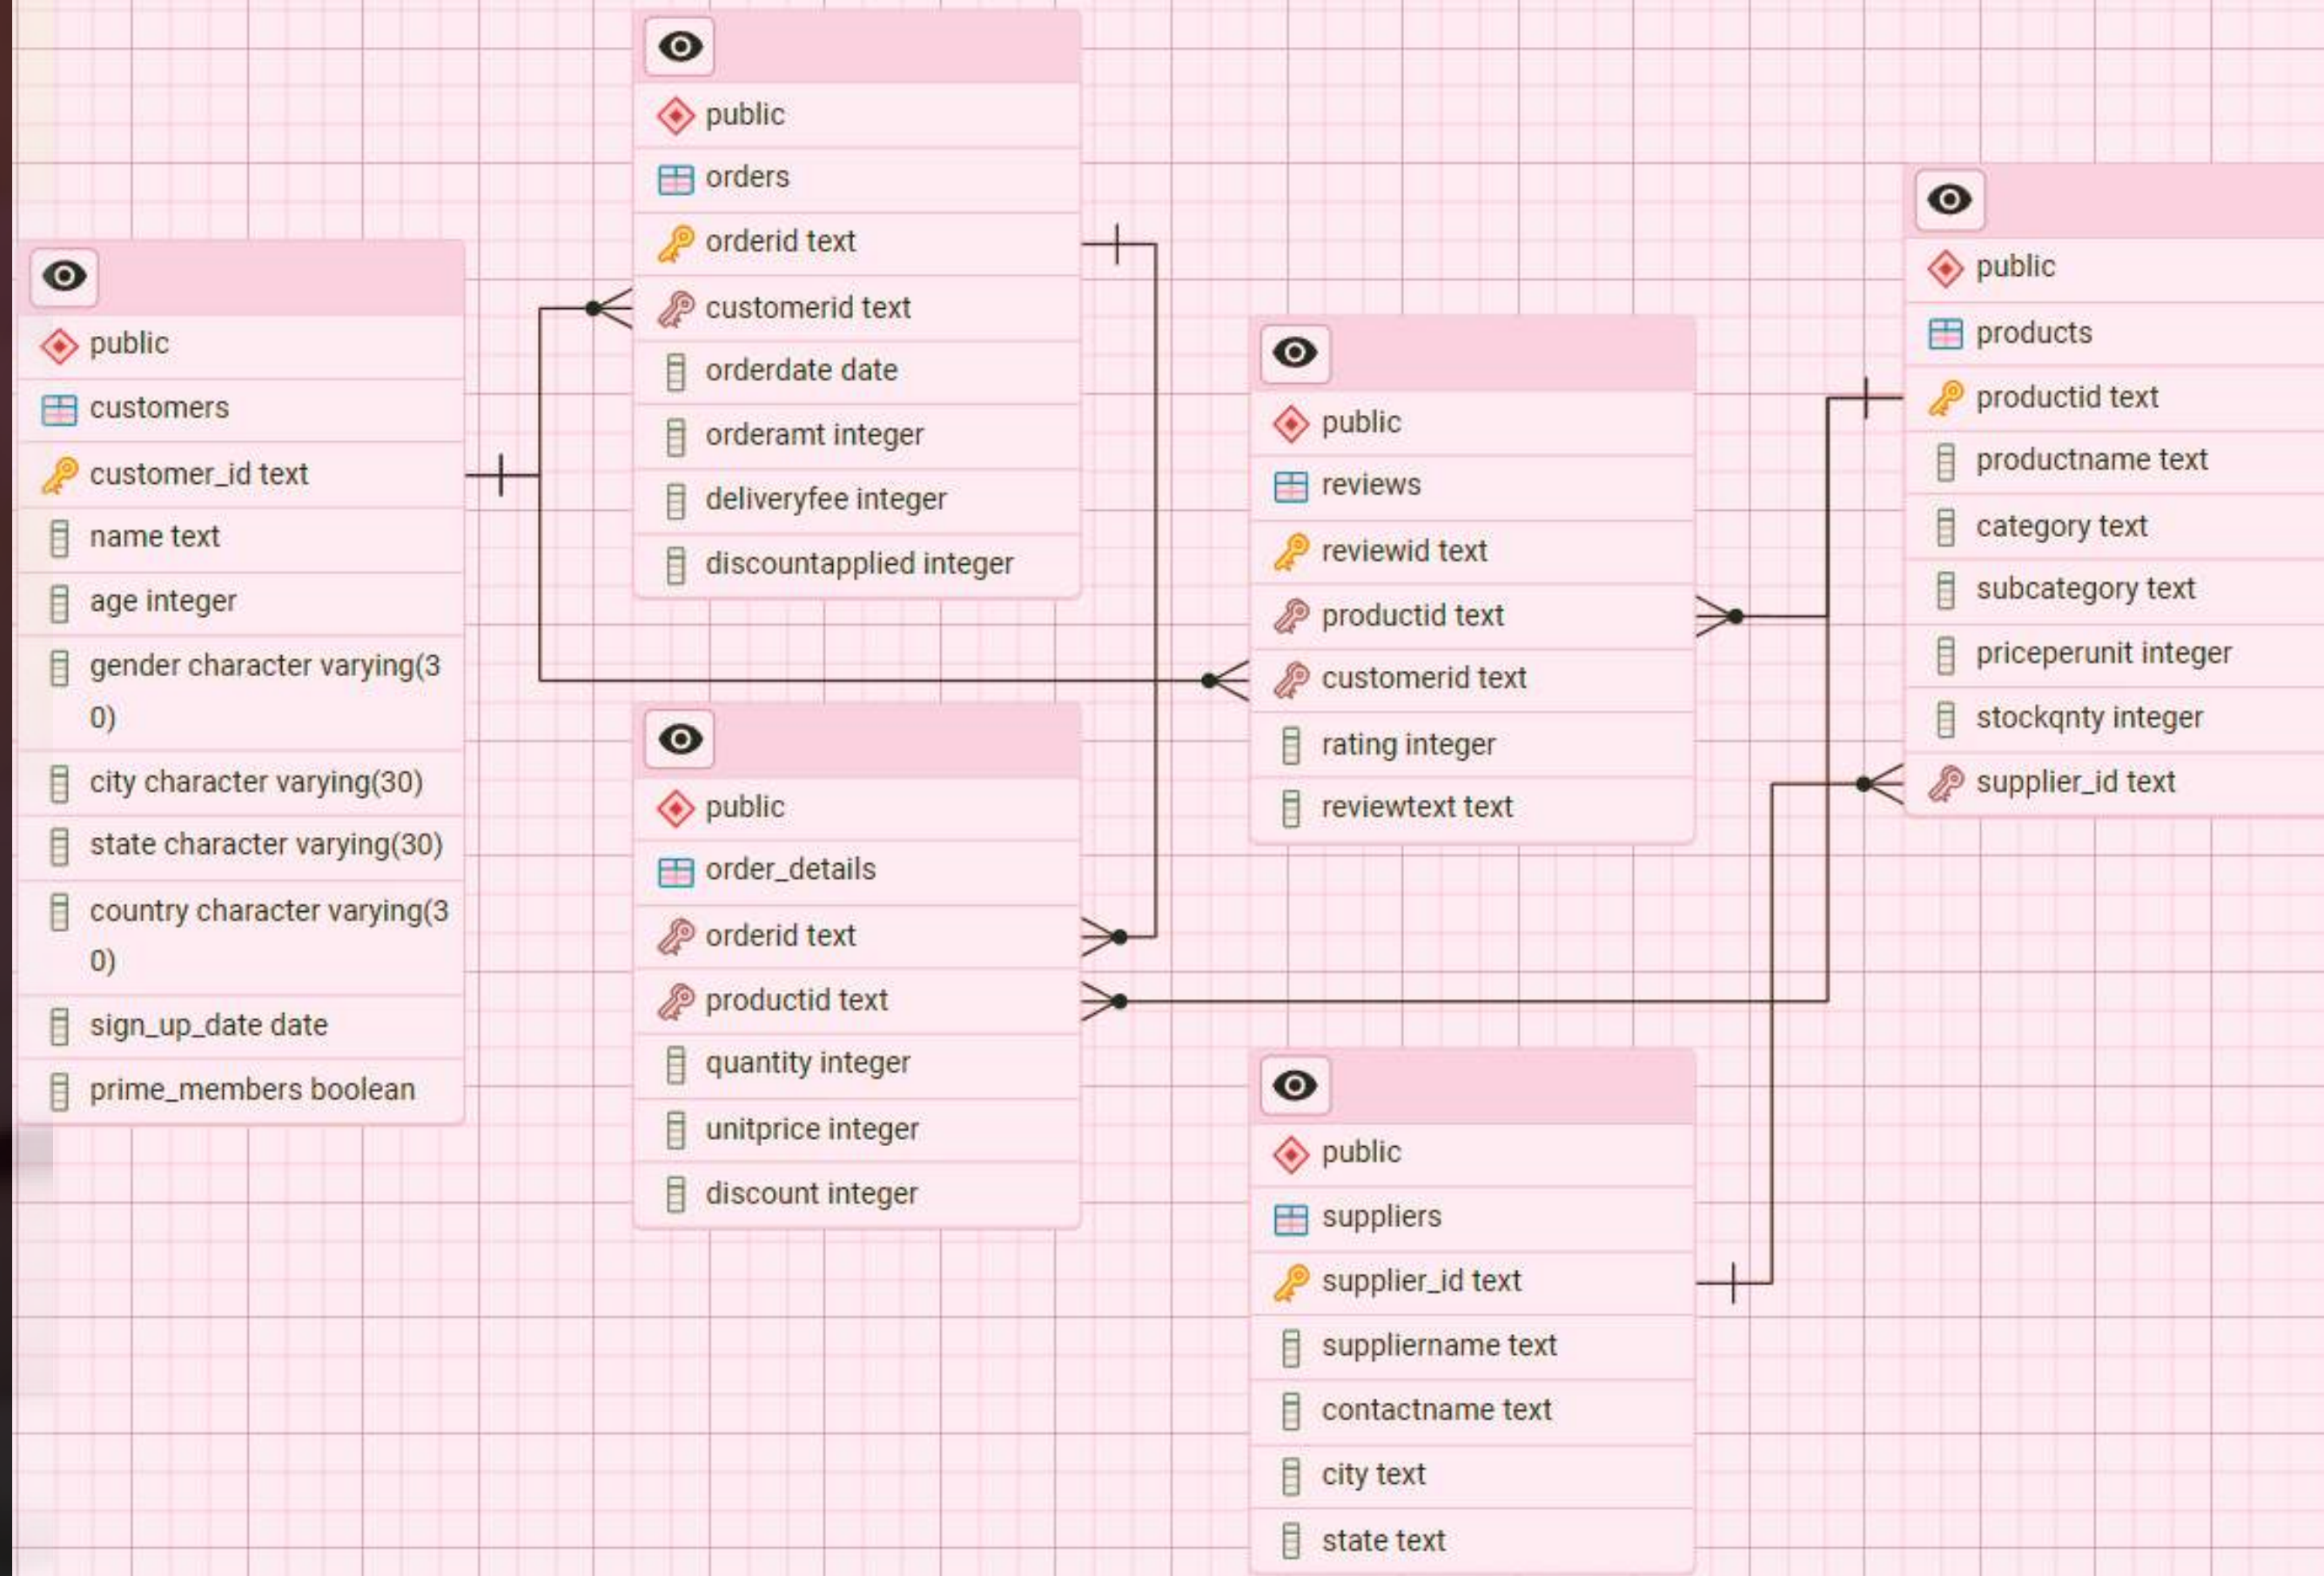 public
customers
customer_id text
name text
age integer
gender character varying(3
0)
city character varying(30)
state character varying(30)
country character varying(3
0)
sign_up_date date
prime_members boolean
public
orders
orderid text
customerid text
orderdate date
orderamt integer
deliveryfee integer
discountapplied integer
public
order_details
orderid text
productid text
quantity integer
unitprice integer
discount integer
public
reviews
reviewid text
productid text
customerid text
rating integer
reviewtext text
public
suppliers
supplier_id text
suppliername text
contactname text
city text
state text
public
products
productid text
productname text
category text
subcategory text
priceperunit integer
stockqnty integer
supplier_id text